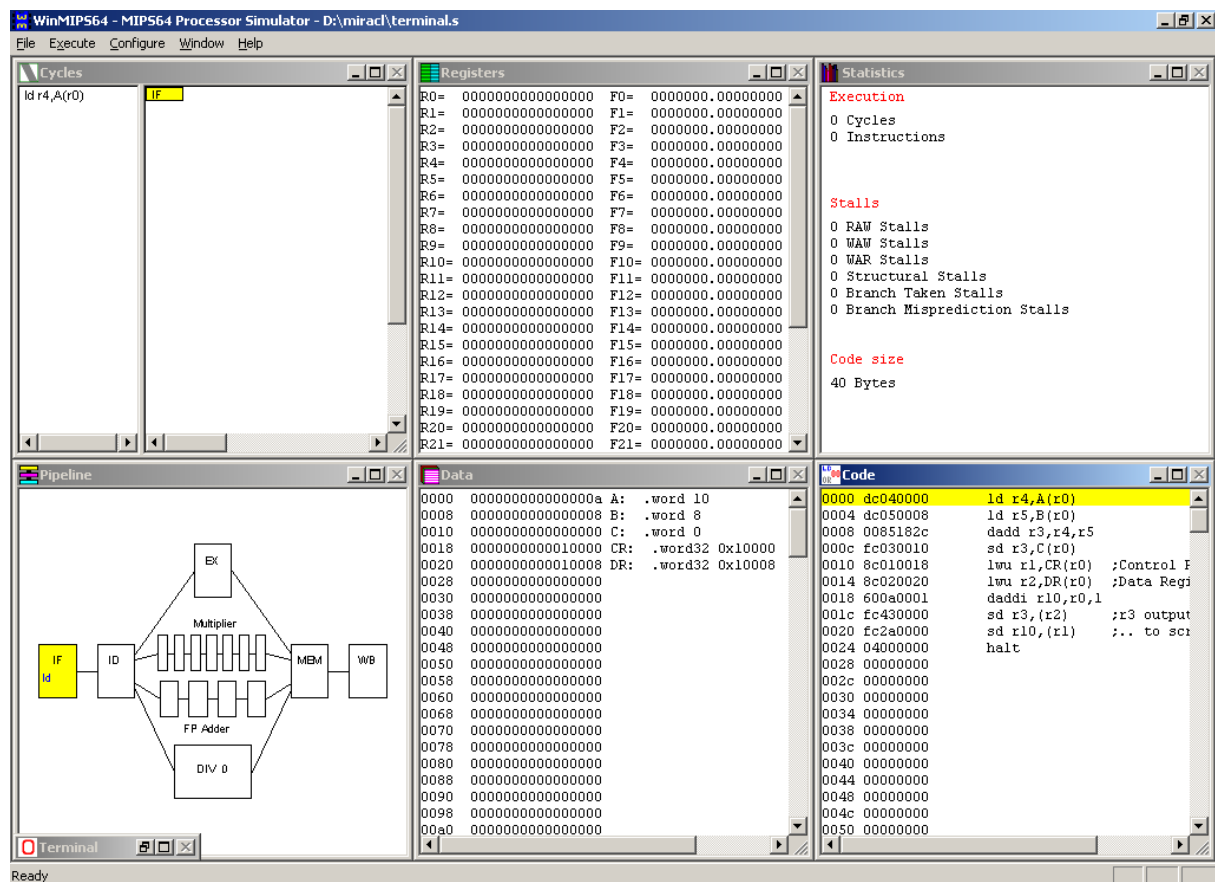 WinMIPS64 - MIPS64 Processor Simulator - D:\miracl\terminal.s
File Execute Configure Window Help
Cycles
ld r4,A(r0)
IF
Registers
R0= 0000000000000000 F0= 0000000.00000000
R1= 0000000000000000 F1= 0000000.00000000
R2= 0000000000000000 F2= 0000000.00000000
R3= 0000000000000000 F3= 0000000.00000000
R4= 0000000000000000 F4= 0000000.00000000
R5= 0000000000000000 F5= 0000000.00000000
R6= 0000000000000000 F6= 0000000.00000000
R7= 0000000000000000 F7= 0000000.00000000
R8= 0000000000000000 F8= 0000000.00000000
R9= 0000000000000000 F9= 0000000.00000000
R10= 0000000000000000 F10= 0000000.00000000
R11= 0000000000000000 F11= 0000000.00000000
R12= 0000000000000000 F12= 0000000.00000000
R13= 0000000000000000 F13= 0000000.00000000
R14= 0000000000000000 F14= 0000000.00000000
R15= 0000000000000000 F15= 0000000.00000000
R16= 0000000000000000 F16= 0000000.00000000
R17= 0000000000000000 F17= 0000000.00000000
R18= 0000000000000000 F18= 0000000.00000000
R19= 0000000000000000 F19= 0000000.00000000
R20= 0000000000000000 F20= 0000000.00000000
R21= 0000000000000000 F21= 0000000.00000000
Statistics
Execution
0 Cycles
0 Instructions
Stalls
0 RAW Stalls
0 WAW Stalls
0 WAR Stalls
0 Structural Stalls
0 Branch Taken Stalls
0 Branch Misprediction Stalls
Code size
40 Bytes
Pipeline
EX
Multiplier
IF
ld
ID
MEM
WB
FP Adder
DIV 0
Data
0000 000000000000000a A: .word 10
0008 0000000000000008 B: .word 8
0010 0000000000000000 C: .word 0
0018 0000000000010000 CR: .word32 0x10000
0020 0000000000010008 DR: .word32 0x10008
0028 0000000000000000
0030 0000000000000000
0038 0000000000000000
0040 0000000000000000
0048 0000000000000000
0050 0000000000000000
0058 0000000000000000
0060 0000000000000000
0068 0000000000000000
0070 0000000000000000
0078 0000000000000000
0080 0000000000000000
0088 0000000000000000
0090 0000000000000000
0098 0000000000000000
00a0 0000000000000000
Code
0000 dc040000 ld r4,A(r0)
0004 dc050008 ld r5,B(r0)
0008 0085182c dadd r3,r4,r5
000c fc030010 sd r3,C(r0)
0010 8c010018 lwu r1,CR(r0) ;Control
0014 8c020020 lwu r2,DR(r0) ;Data Regi
0018 600a0001 daddi r10,r0,1
001c fc430000 sd r3,(r2) ;r3 output
0020 fc2a0000 sd r10,(r1) ;.. to scr
0024 04000000 halt
0028 00000000
002c 00000000
0030 00000000
0034 00000000
0038 00000000
003c 00000000
0040 00000000
0044 00000000
0048 00000000
004c 00000000
0050 00000000
Terminal
Ready